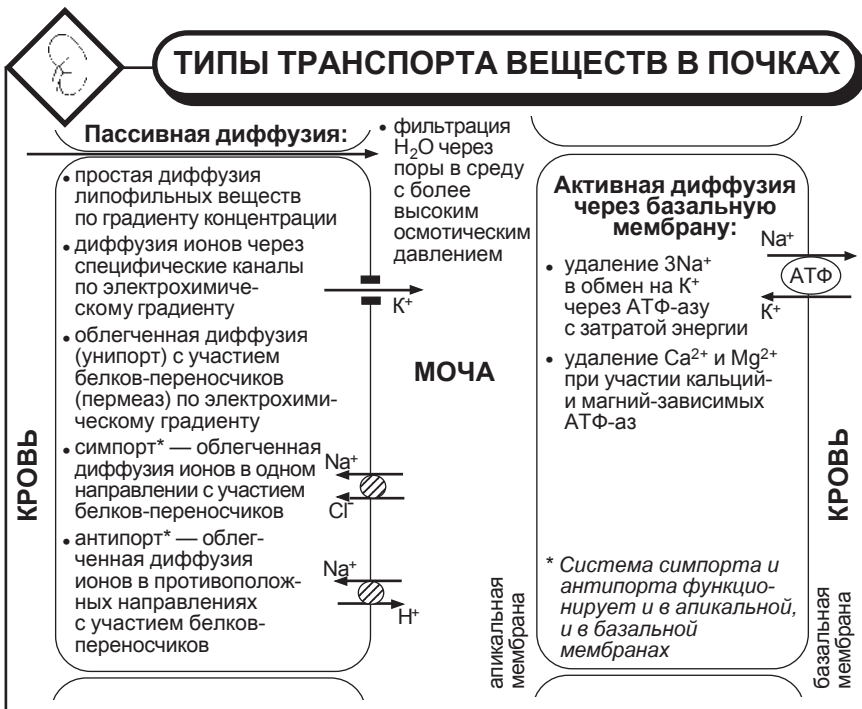 ТИПЫ ТРАНСПОРТА ВЕЩЕСТВ В ПОЧКАХ
Пассивная диффузия:
• простая диффузия
липофильных веществ
по градиенту концентрации
• диффузия ионов через
специфические каналы
по электрохимиче-
скому градиенту
• облегченная диффузия
(унипорт) с участием
белков-переносчиков
(пермеаз) по электрохими-
ческому градиенту
• симпорт* — облегченная
диффузия ионов в одном
направлении с участием
белков-переносчиков
• антипорт* — облег-
ченная диффузия
ионов в противополож-
ных направлениях
с участием белков-
переносчиков
КРОВЬ
• фильтрация
H₂O через
поры в среду
с более
высоким
осмотическим
давлением
K⁺
Na⁺
Cl⁻
Na⁺
H⁺
МОЧА
апикальная
мембрана
Активная диффузия
через базальную
мембрану:
• удаление 3Na⁺
в обмен на K⁺
через АТФ-азу
с затратой энергии
• удаление Ca²⁺ и Mg²⁺
при участии кальций-
и магний-зависимых
АТФ-аз
* Система симпорта и
антипорта функцио-
нирует и в апикальной,
и в базальной
мембранах
Na⁺
АТФ
K⁺
КРОВЬ
базальная
мембрана